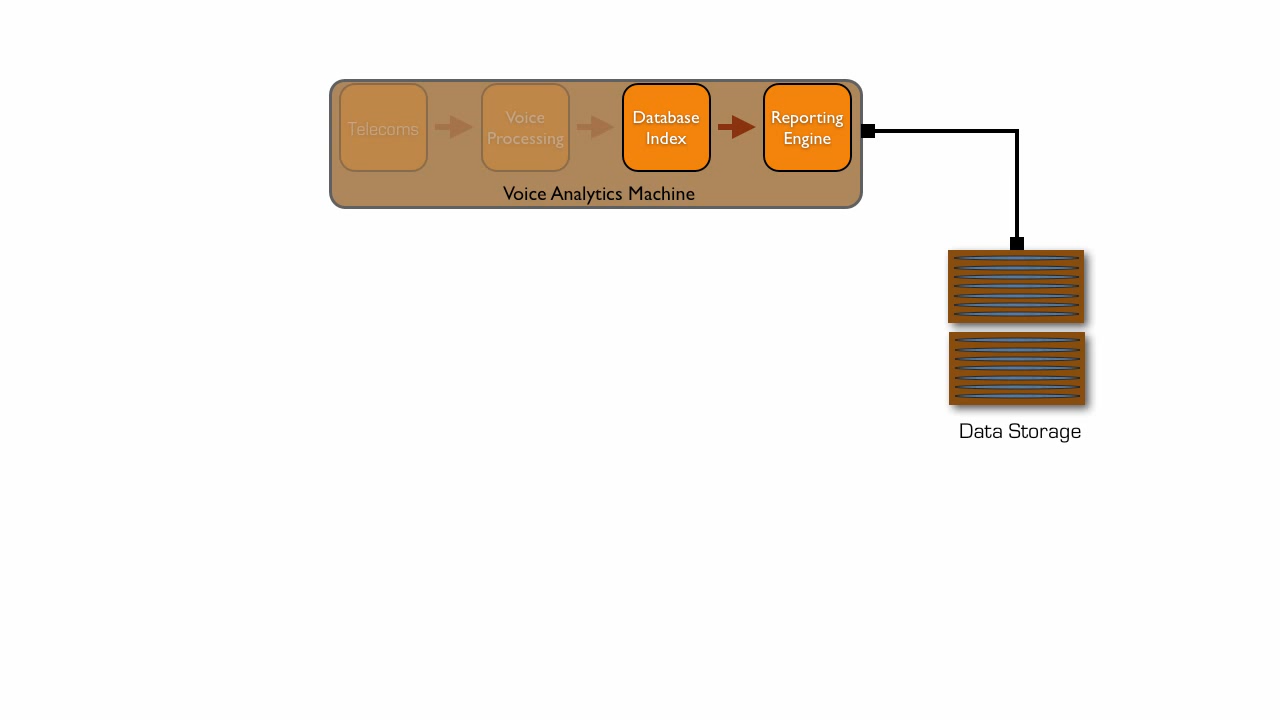 Telecoms
Voice
Processing
Database
Index
Reporting
Engine
Voice Analytics Machine
Data Storage